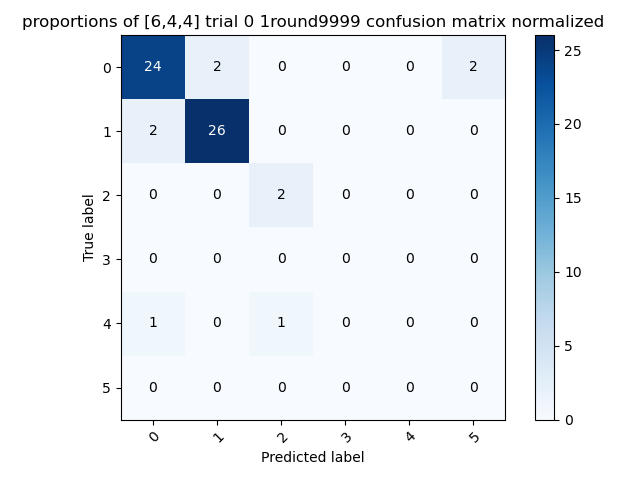 proportions of [6,4,4] trial 0 1round9999 confusion matrix normalized
True label
0 24 2 0 0 0 2
1 2 26 0 0 0 0
2 0 0 2 0 0 0
3 0 0 0 0 0 0
4 1 0 1 0 0 0
5 0 0 0 0 0 0
0 1 2 3 4 5
Predicted label
25
20
15
10
5
0